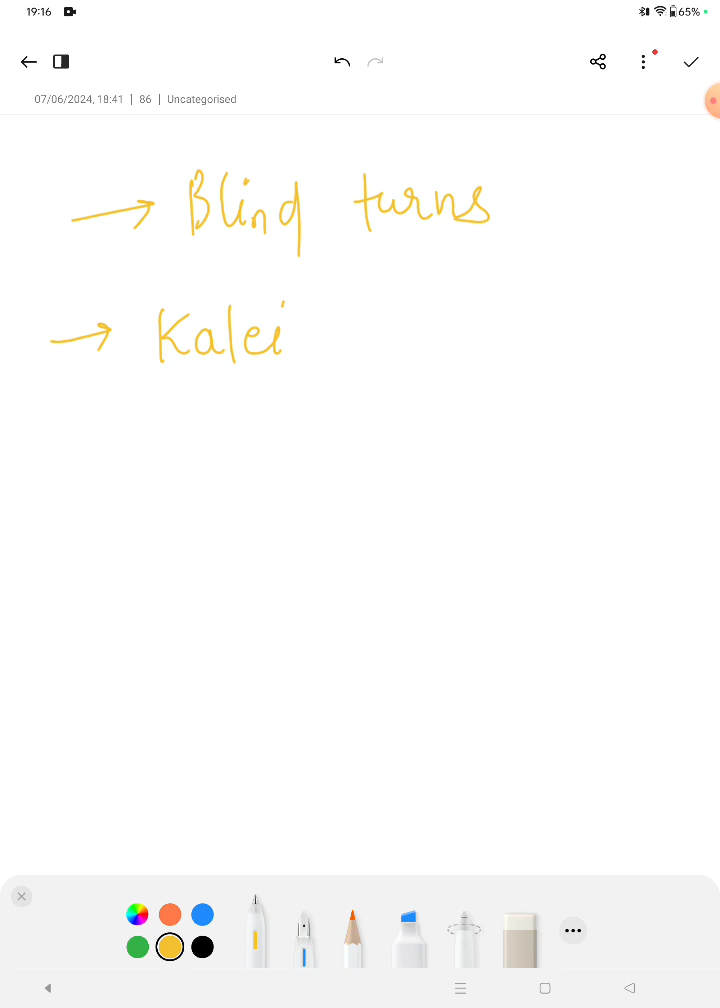 19:16 65%
07/06/2024, 18:41 | 86 | Uncategorised
→ Blind turns
→ Kalei